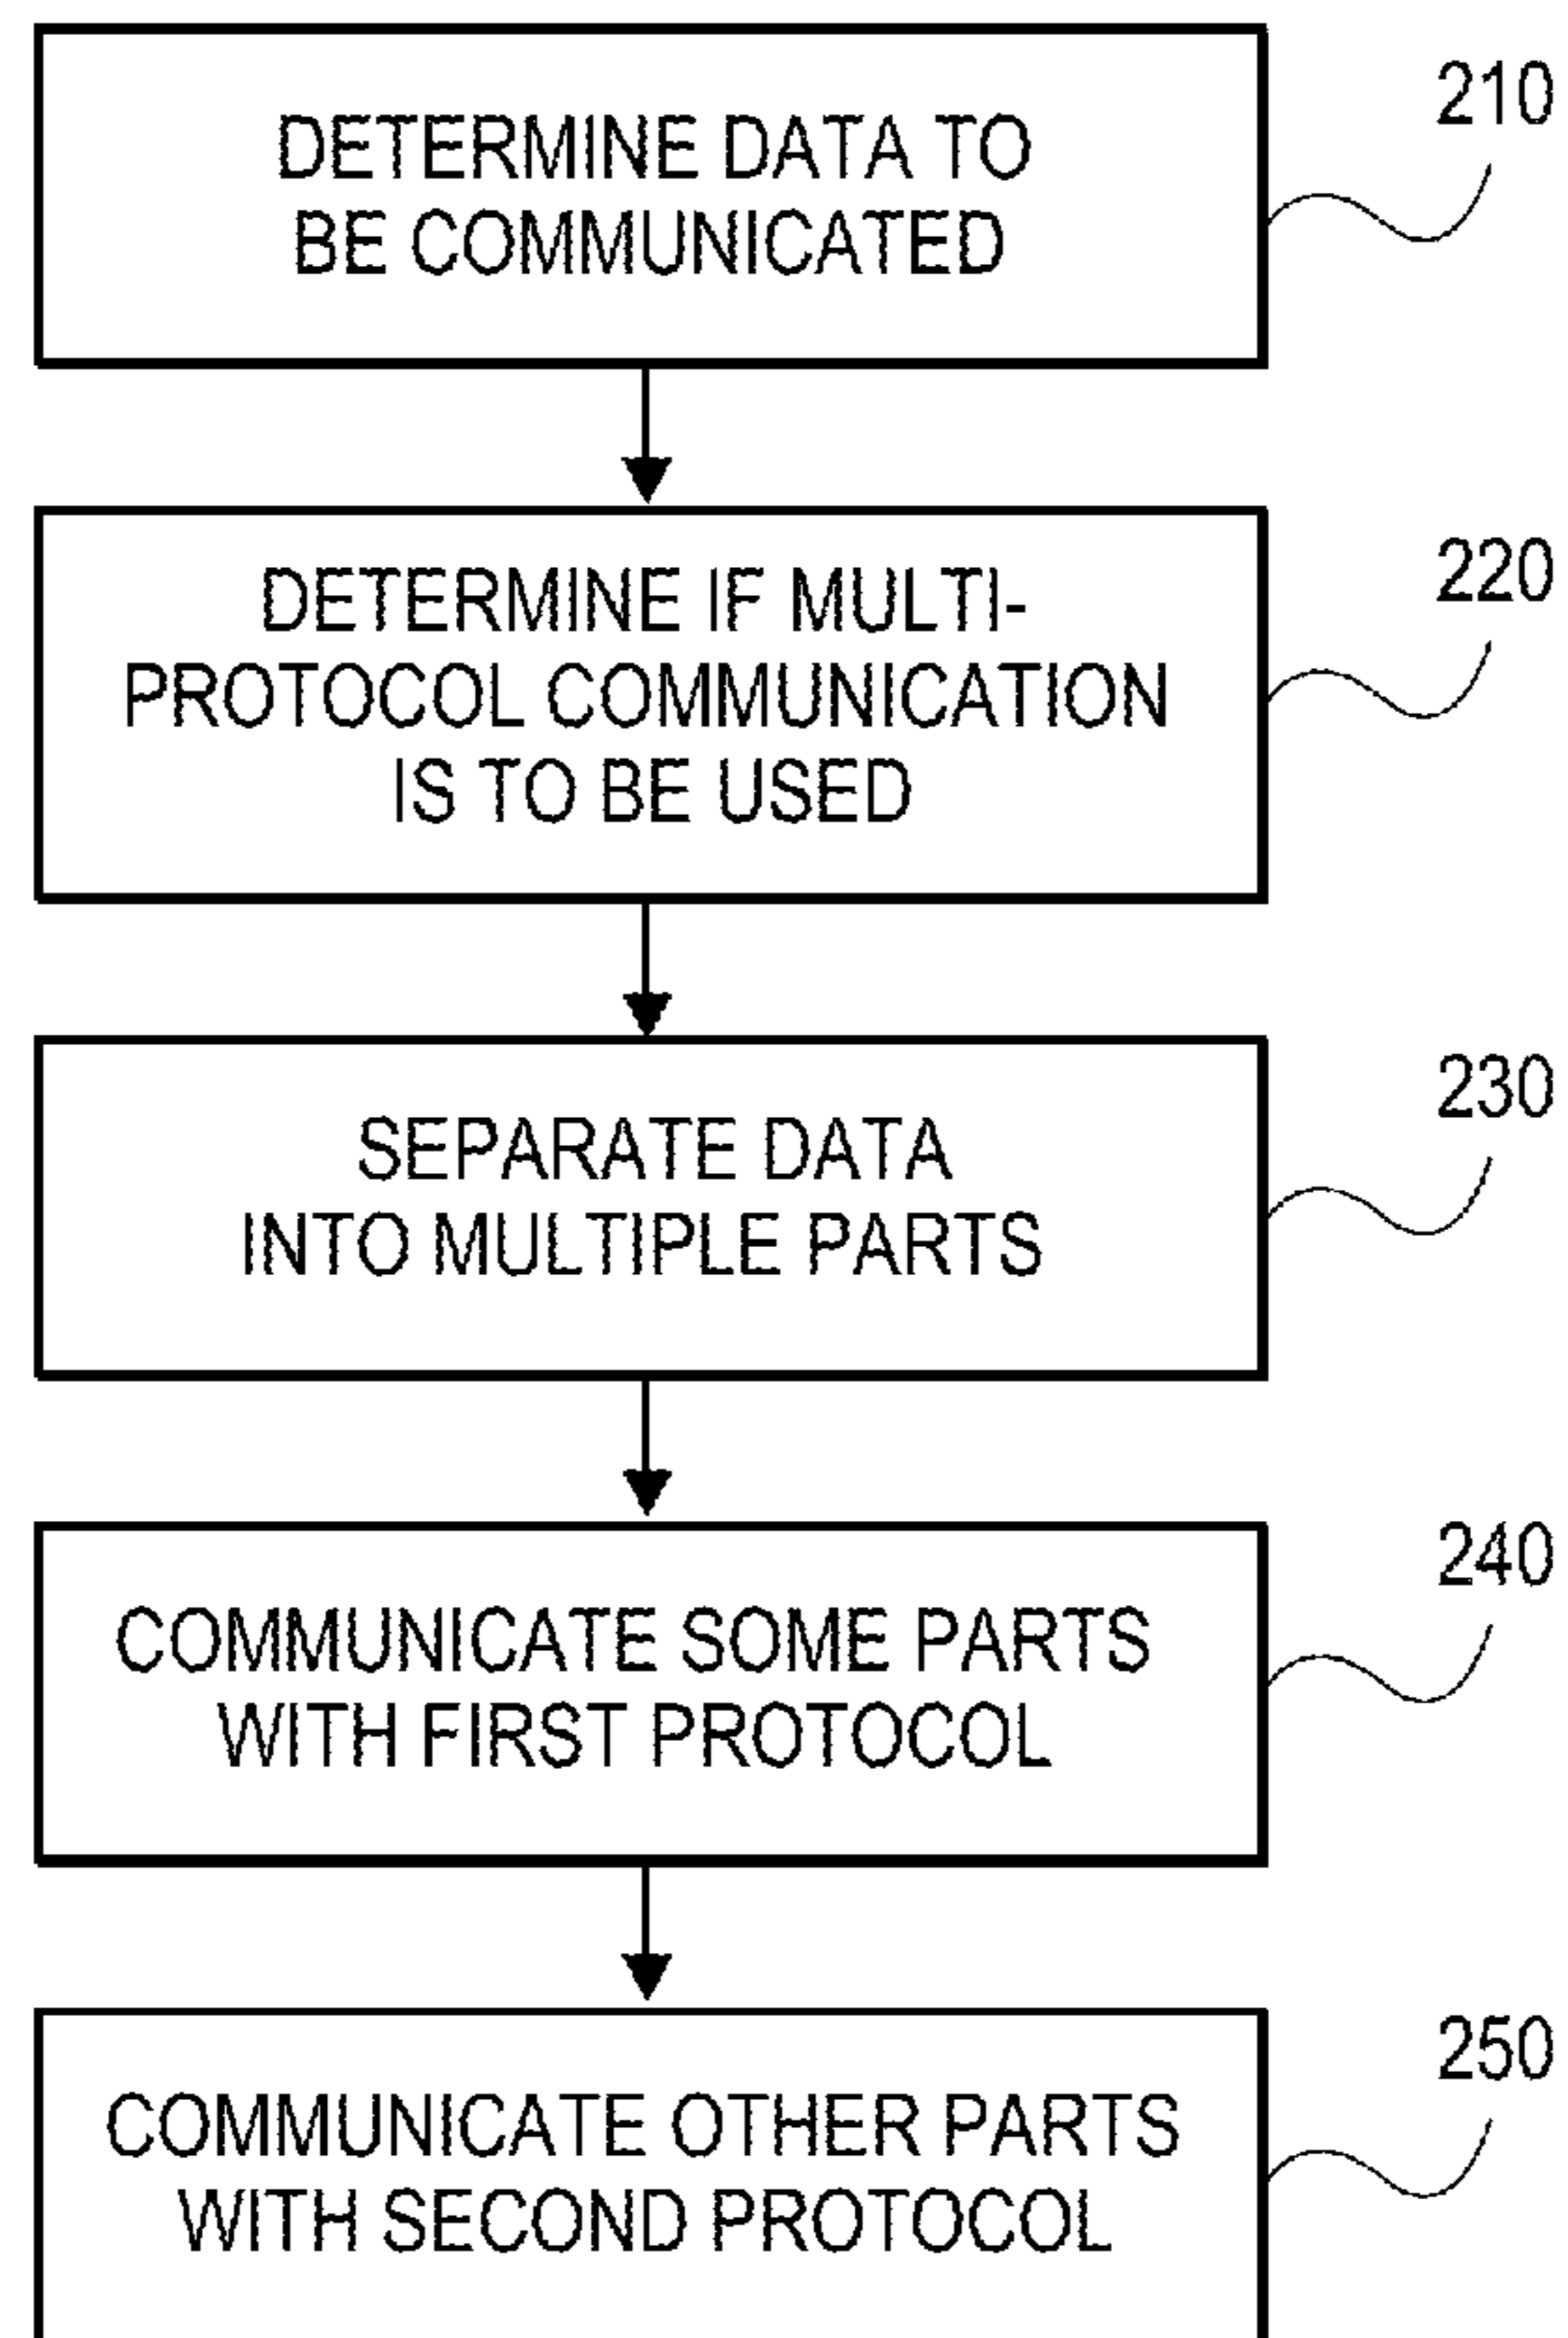 210
DETERMINE DATA TO
BE COMMUNICATED
220
DETERMINE IF MULTI-
PROTOCOL COMMUNICATION
IS TO BE USED
230
SEPARATE DATA
INTO MULTIPLE PARTS
240
COMMUNICATE SOME PARTS
WITH FIRST PROTOCOL
250
COMMUNICATE OTHER PARTS
WITH SECOND PROTOCOL